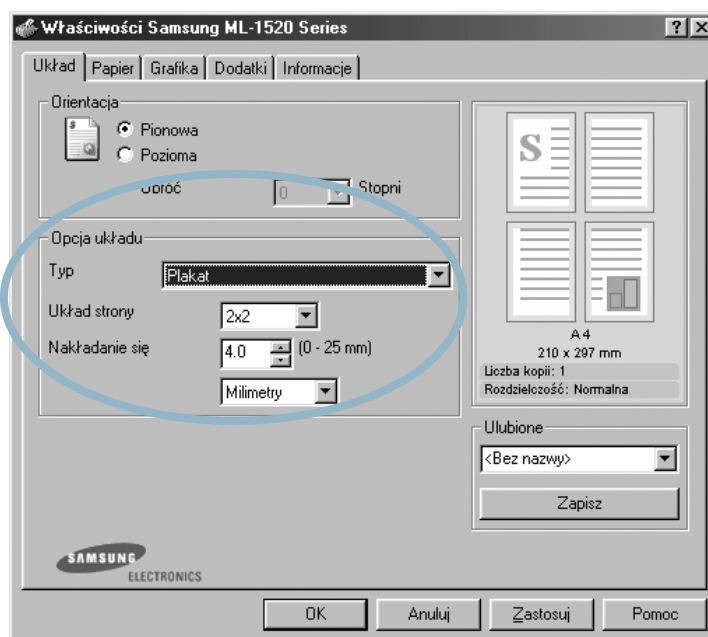 Właściwości Samsung ML-1520 Series
Układ Papier Grafika Dodatki Informacje
Orientacja
Pionowa
Pozioma
Obróć 0 Stopni
Opcja układu
Typ Plakat
Układ strony 2x2
Nakładanie się 4.0 (0 - 25 mm)
Milimetry
S
A4
210 x 297 mm
Liczba kopii: 1
Rozdzielczość: Normalna
Ulubione
<Bez nazwy>
Zapisz
SAMSUNG
ELECTRONICS
OK Anuluj Zastosuj Pomoc